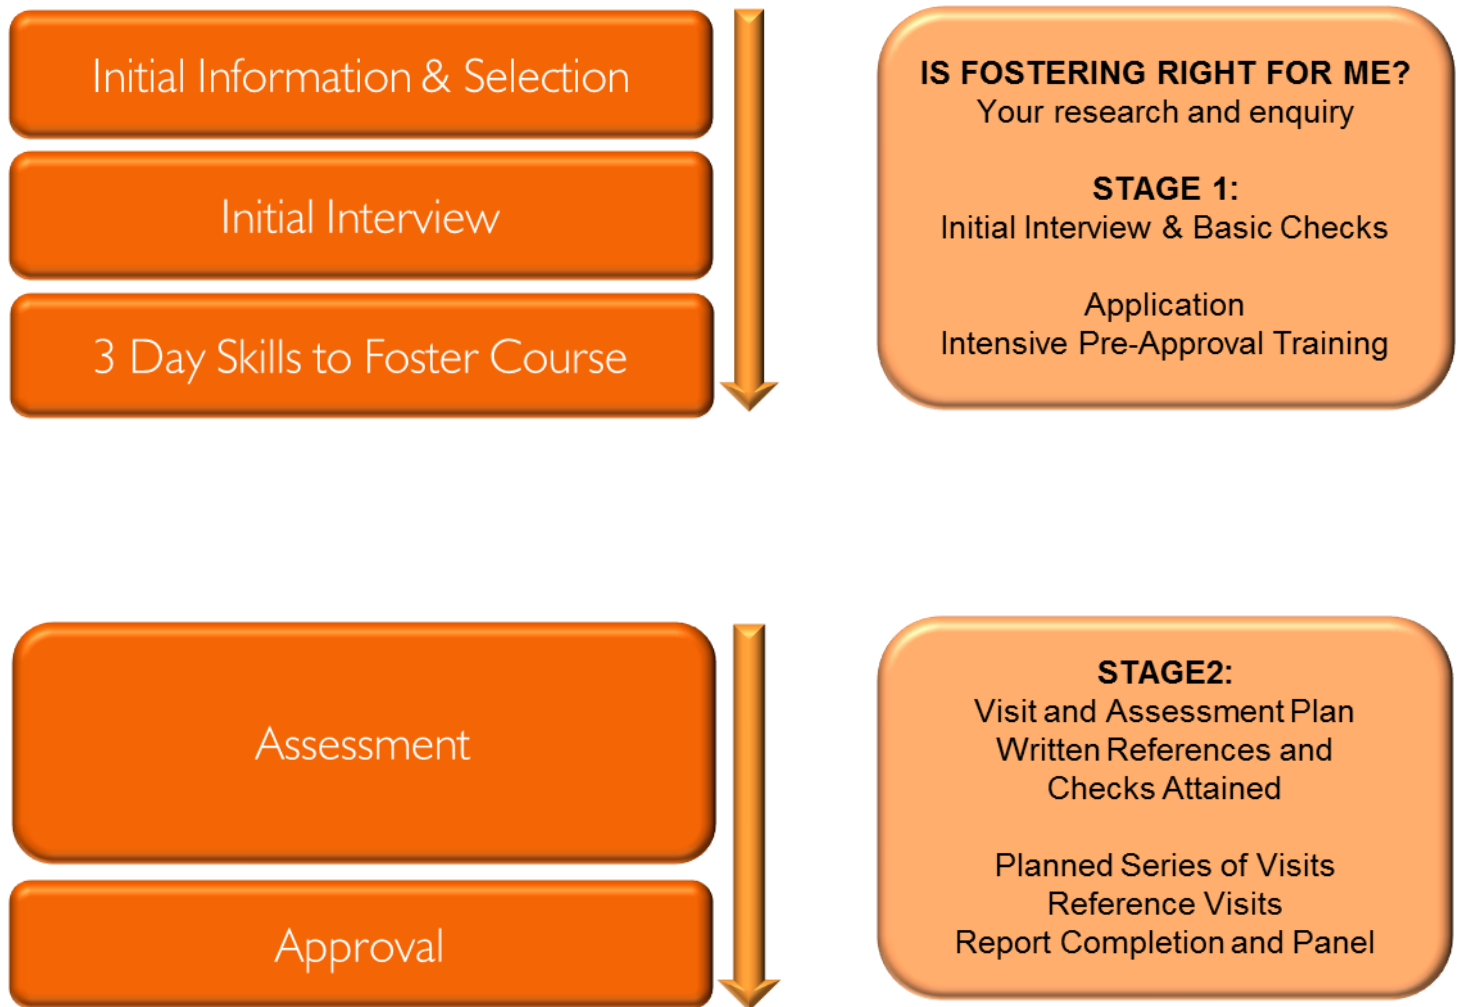 Initial Information & Selection
Initial Interview
3 Day Skills to Foster Course
IS FOSTERING RIGHT FOR ME?
Your research and enquiry
STAGE 1:
Initial Interview & Basic Checks
Application
Intensive Pre-Approval Training
Assessment
Approval
STAGE2:
Visit and Assessment Plan
Written References and
Checks Attained
Planned Series of Visits
Reference Visits
Report Completion and Panel